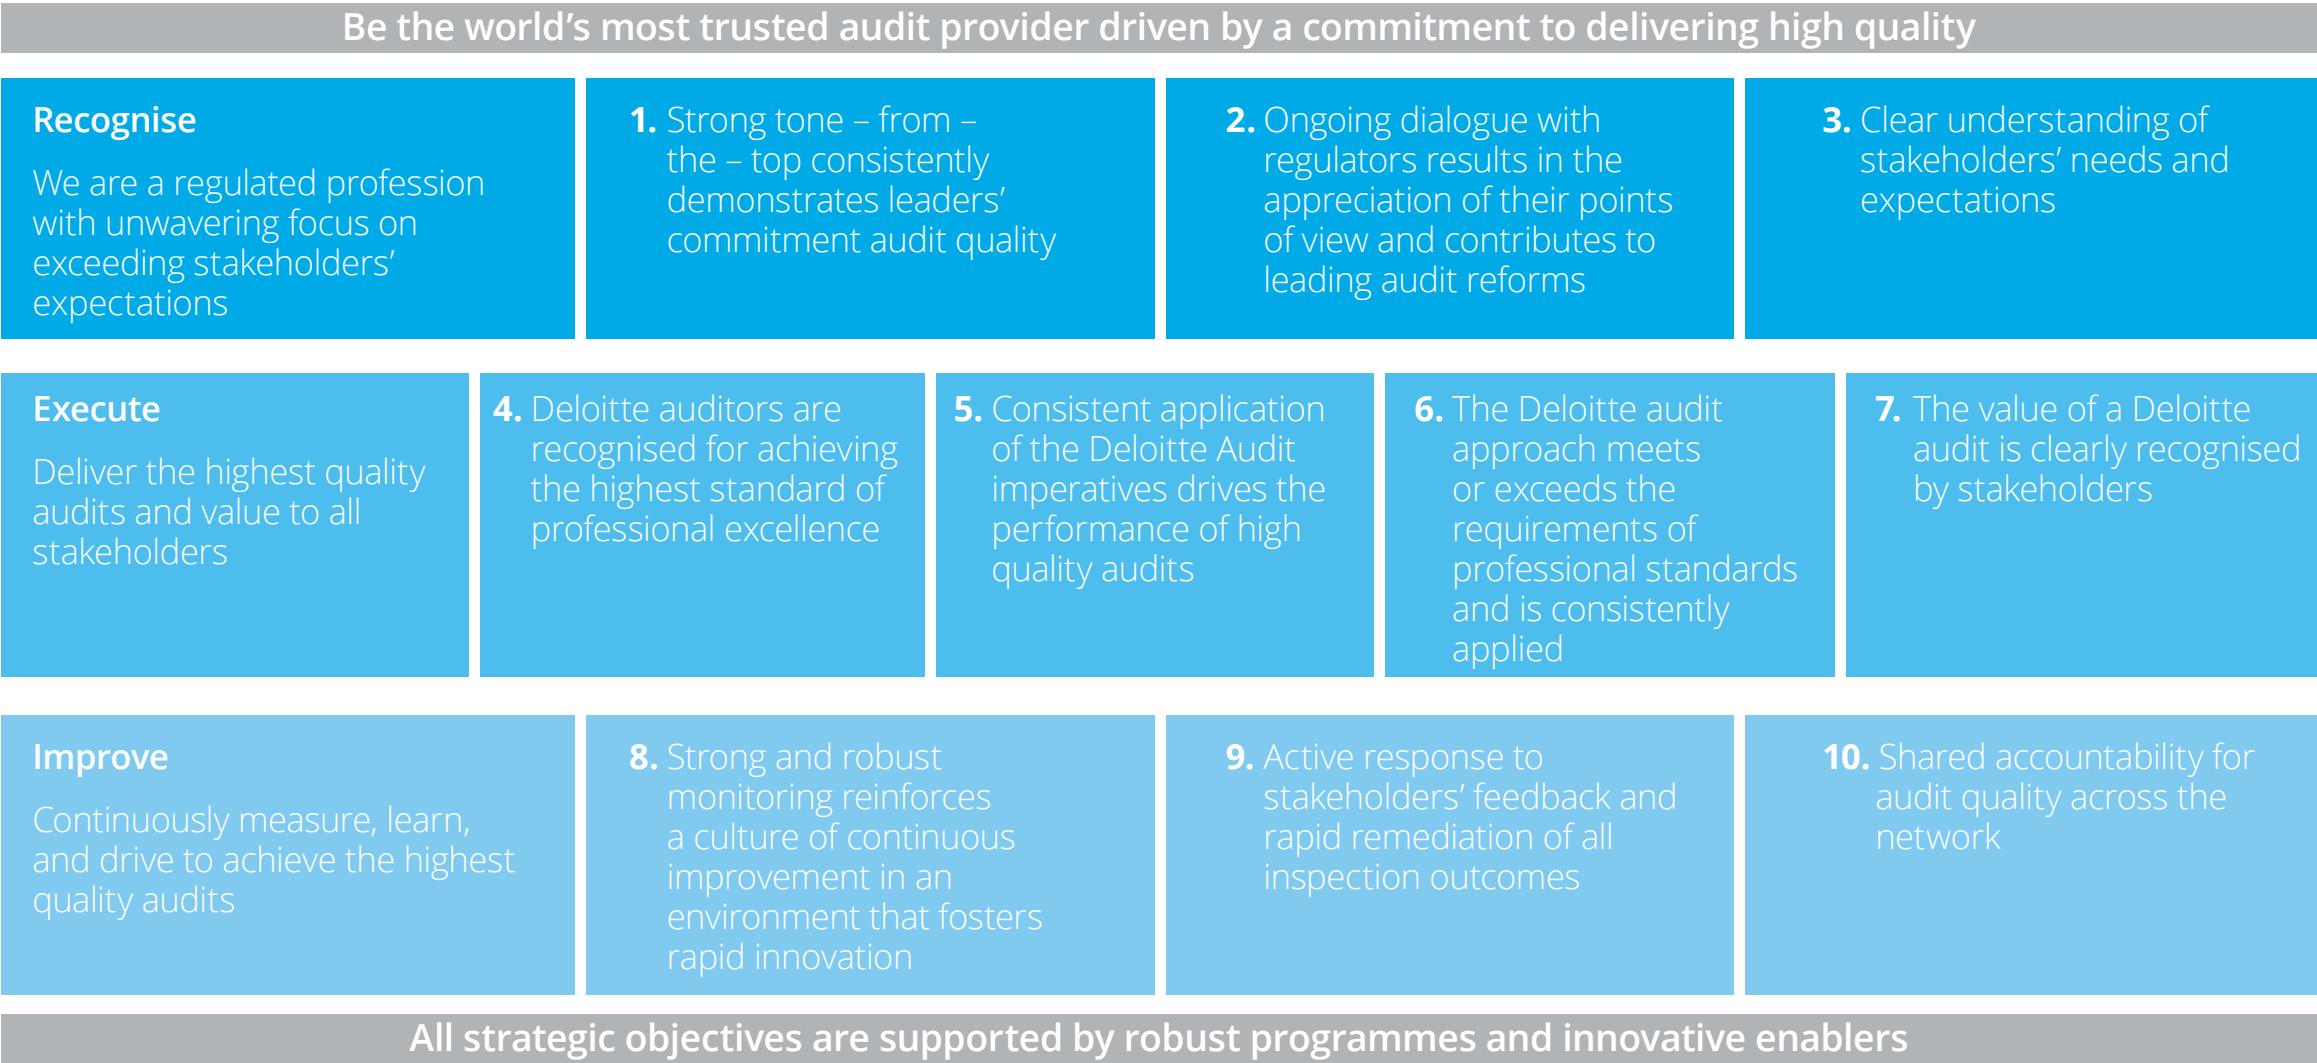 Be the world’s most trusted audit provider driven by a commitment to delivering high quality
Recognise
We are a regulated profession
with unwavering focus on
exceeding stakeholders’
expectations
1. Strong tone – from –
the – top consistently
demonstrates leaders’
commitment audit quality
2. Ongoing dialogue with
regulators results in the
appreciation of their points
of view and contributes to
leading audit reforms
3. Clear understanding of
stakeholders’ needs and
expectations
Execute
Deliver the highest quality
audits and value to all
stakeholders
4. Deloitte auditors are
recognised for achieving
the highest standard of
professional excellence
5. Consistent application
of the Deloitte Audit
imperatives drives the
performance of high
quality audits
6. The Deloitte audit
approach meets
or exceeds the
requirements of
professional standards
and is consistently
applied
7. The value of a Deloitte
audit is clearly recognised
by stakeholders
Improve
Continuously measure, learn,
and drive to achieve the highest
quality audits
8. Strong and robust
monitoring reinforces
a culture of continuous
improvement in an
environment that fosters
rapid innovation
9. Active response to
stakeholders’ feedback and
rapid remediation of all
inspection outcomes
10. Shared accountability for
audit quality across the
network
All strategic objectives are supported by robust programmes and innovative enablers